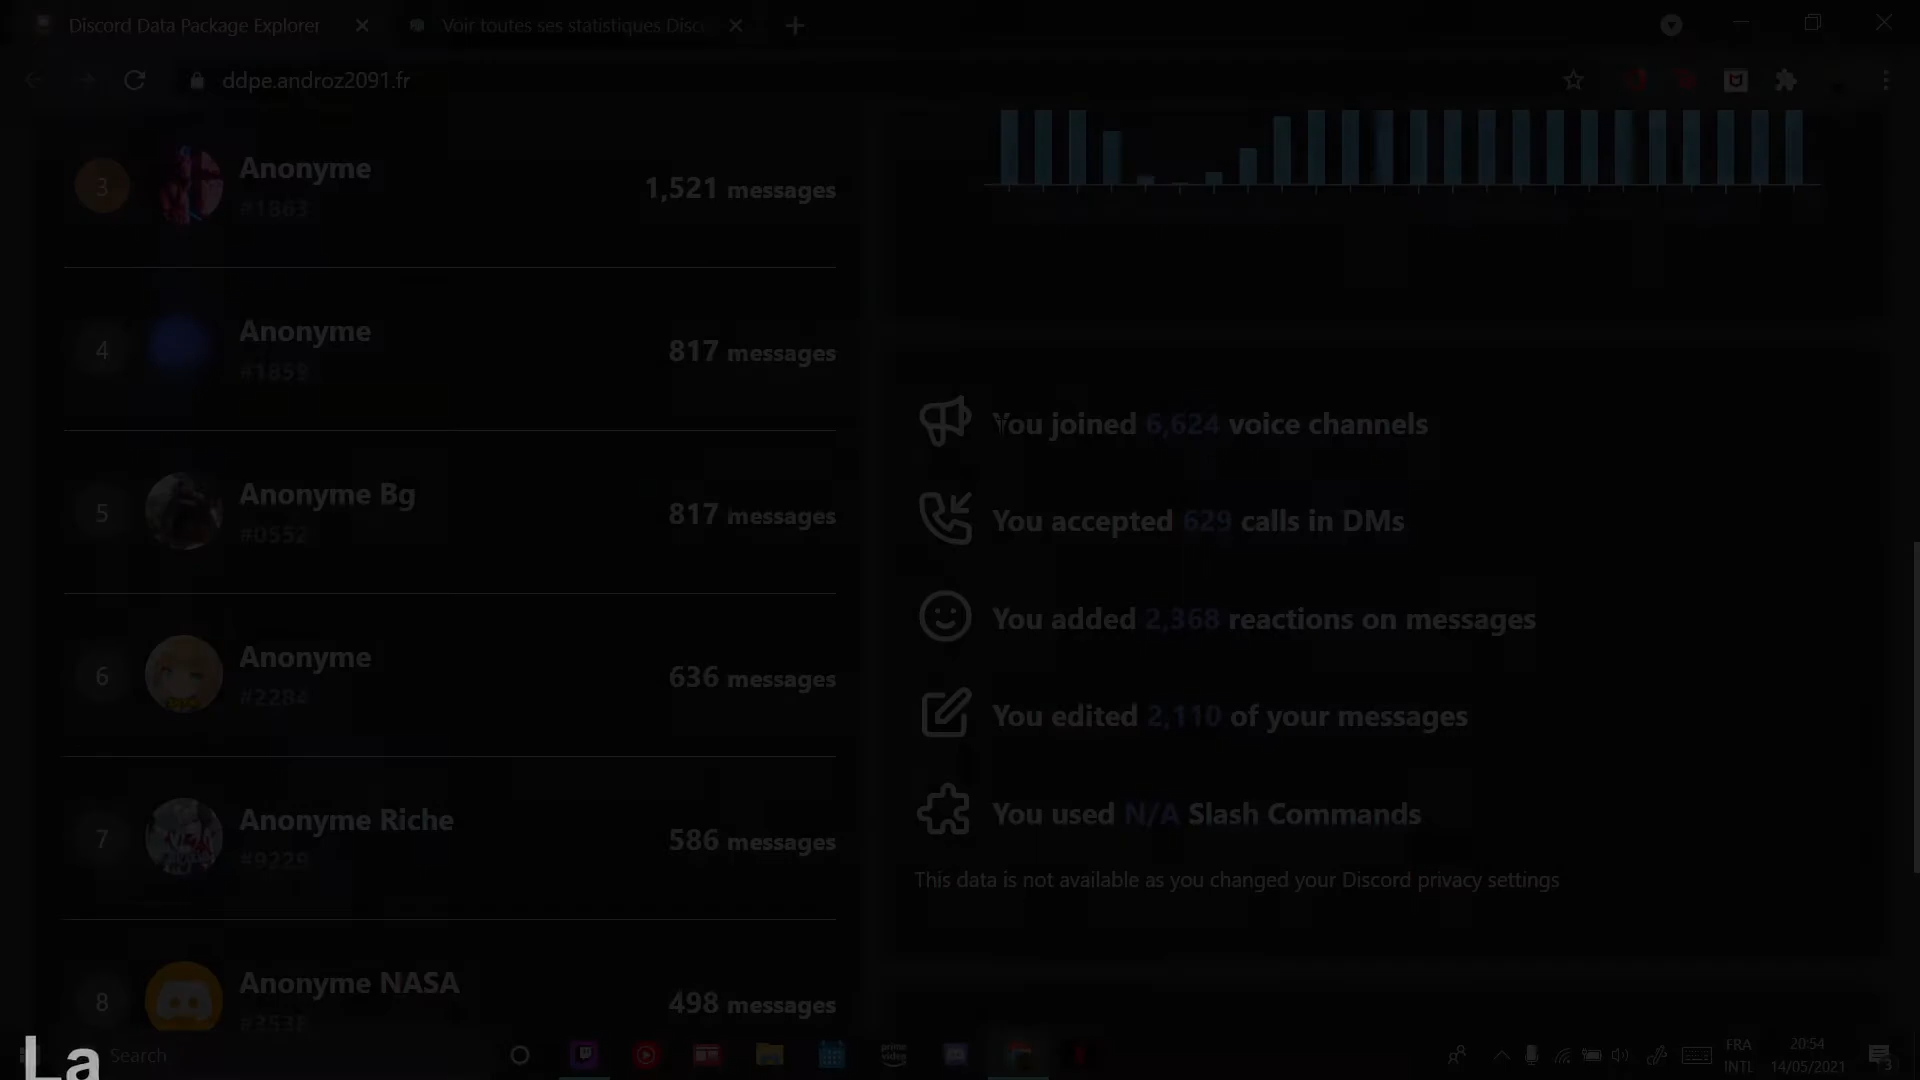 Discord Data Package Explorer
Voir toutes ses statistiques Disc
ddpe.androz2091.fr
3
Anonyme
#1863
1,521 messages
4
Anonyme
#1859
817 messages
5
Anonyme Bg
#0552
817 messages
6
Anonyme
#2284
636 messages
7
Anonyme Riche
#9229
586 messages
8
Anonyme NASA
#3538
498 messages
You joined 6,624 voice channels
You accepted 629 calls in DMs
You added 2,368 reactions on messages
You edited 2,110 of your messages
You used N/A Slash Commands
This data is not available as you changed your Discord privacy settings
La
Search
prime video
FRA
INTL
20:54
14/05/2021
3